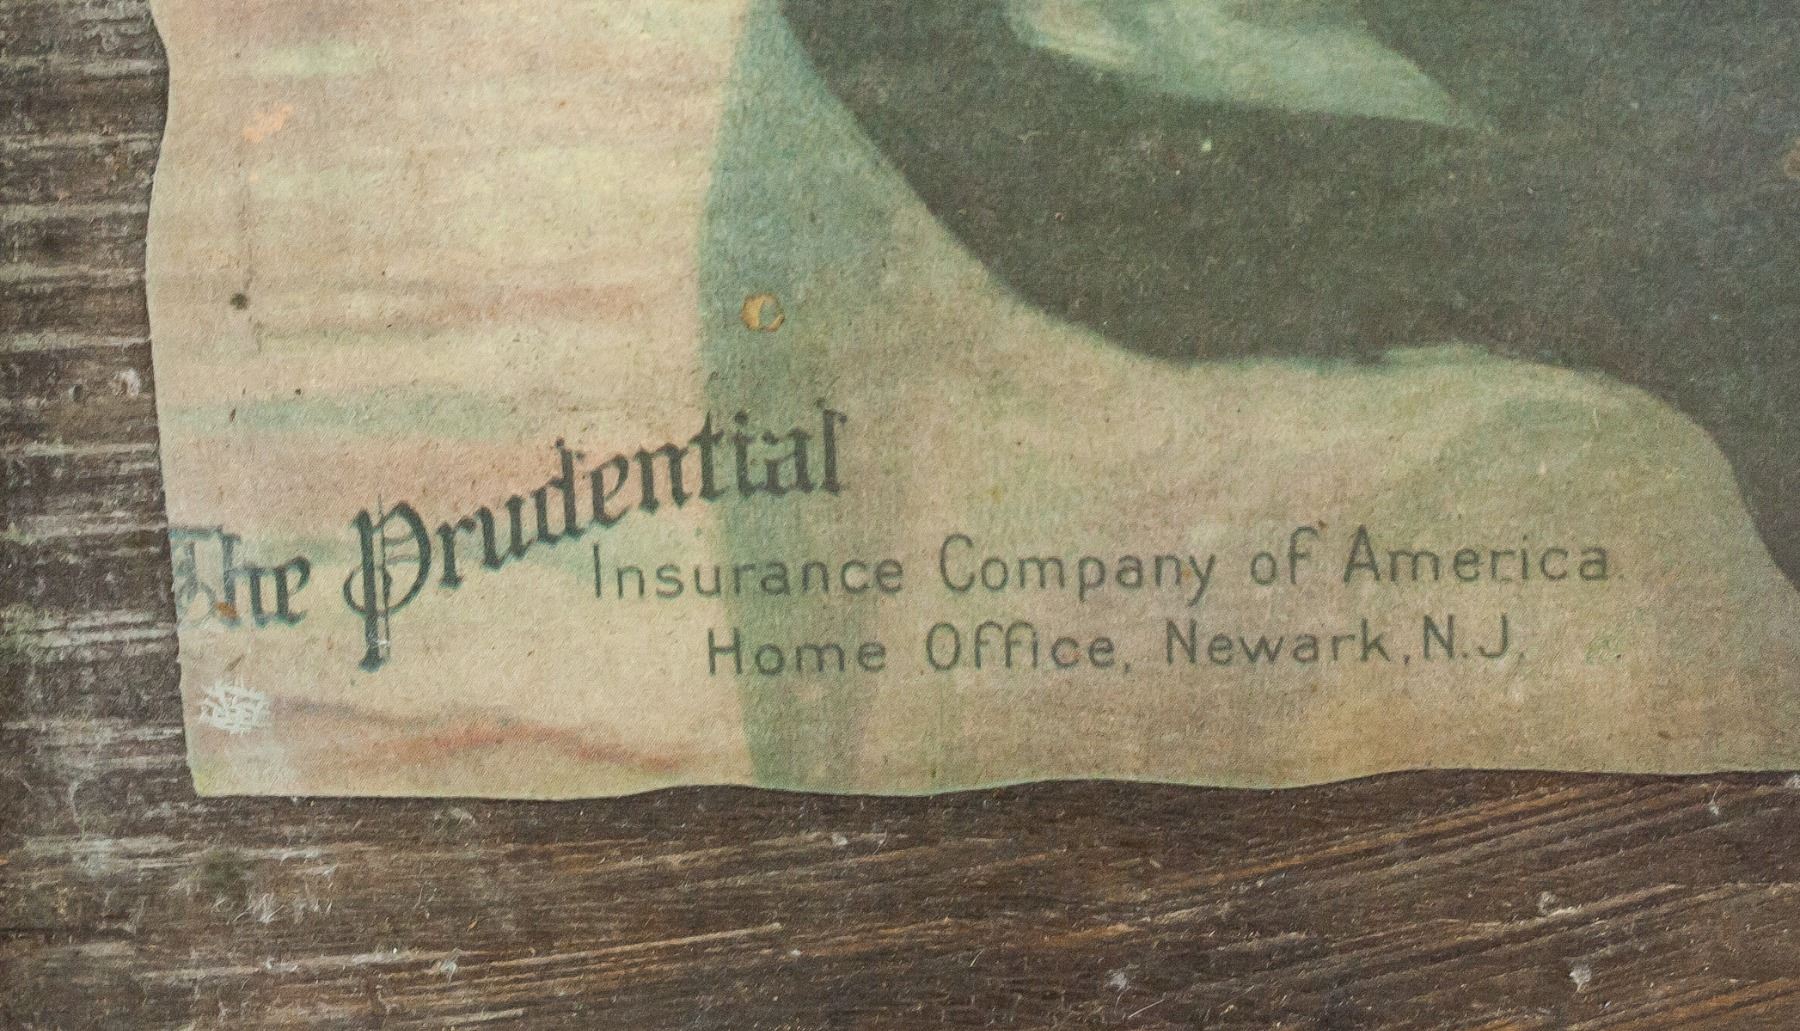 The Prudential
Insurance Company of America
Home Office, Newark, N.J.